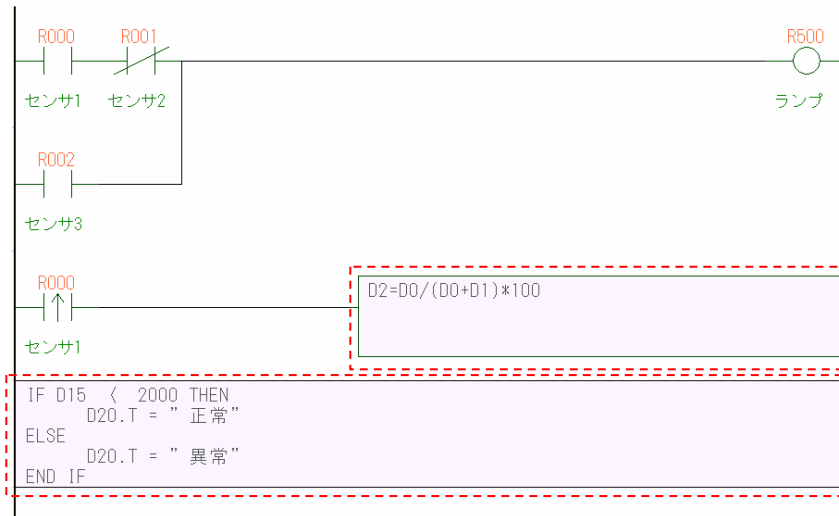 R000 R001 R500
センサ1 センサ2 ランプ
R002
センサ3
R000
D2=D0/(D0+D1)*100
センサ1
IF D15 < 2000 THEN
D20.T = ” 正常”
ELSE
D20.T = ” 異常”
END IF